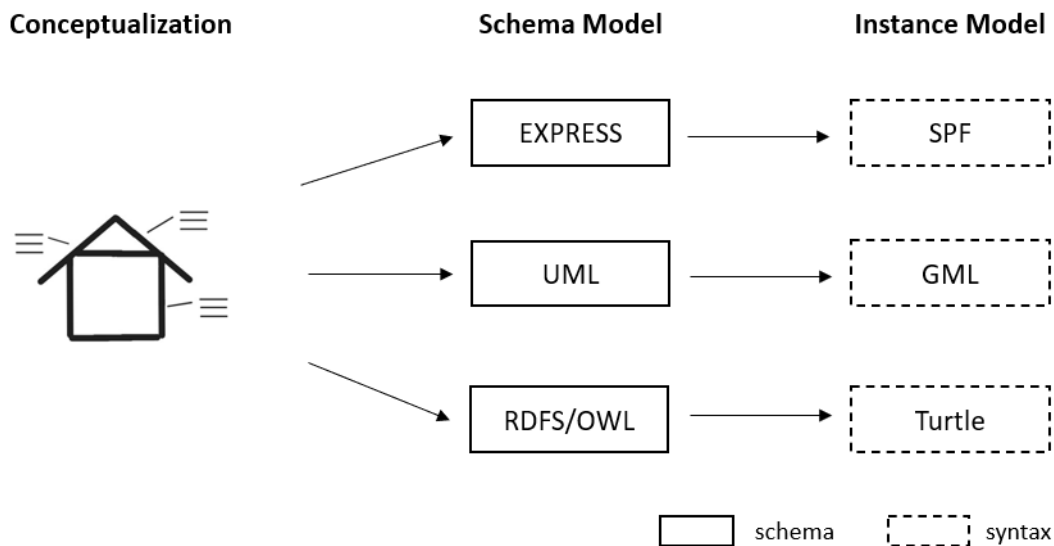 Conceptualization
Schema Model
Instance Model
EXPRESS
SPF
UML
GML
RDFS/OWL
Turtle
schema
syntax